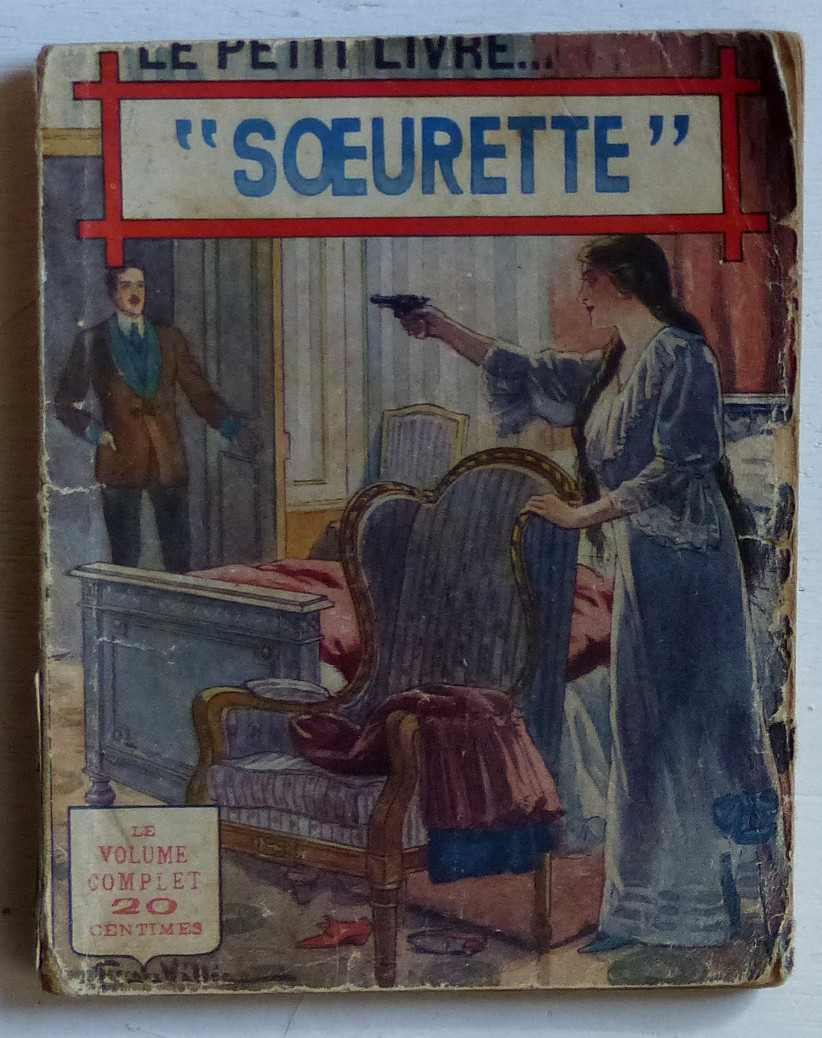 LE PETIT LIVRE...
"SŒURETTE"
LE
VOLUME
COMPLET
20
CENTIMES